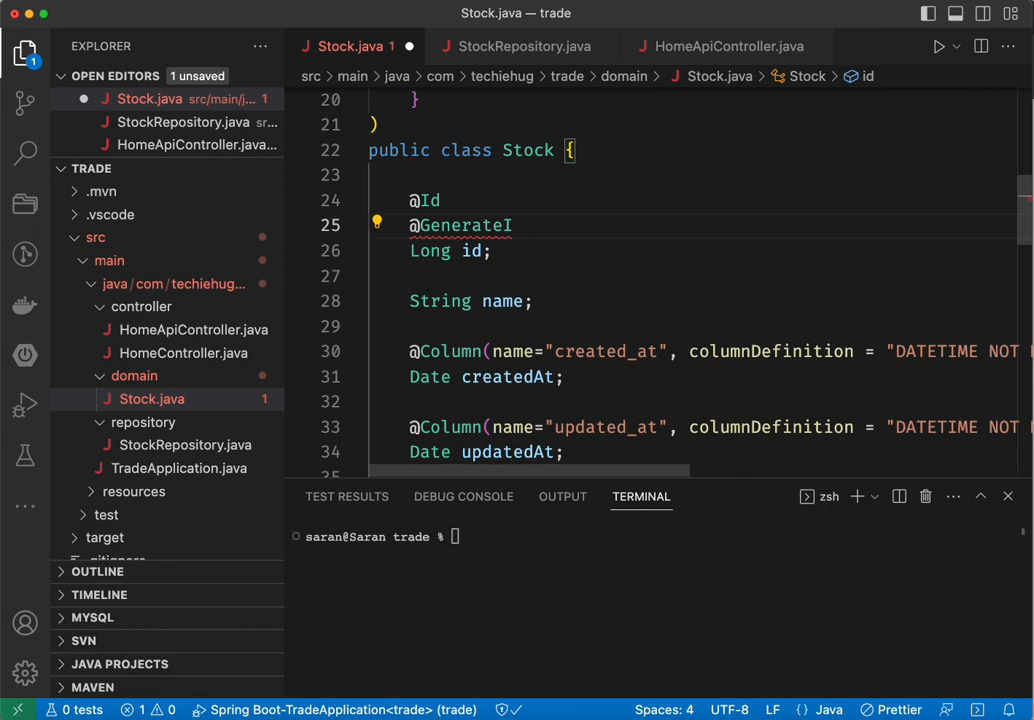 Stock.java — trade
EXPLORER
OPEN EDITORS 1 unsaved
Stock.java src/main/j... 1
StockRepository.java sr...
HomeApiController.java...
TRADE
.mvn
.vscode
src
main
java/com/techiehug...
controller
HomeApiController.java
HomeController.java
domain
Stock.java 1
repository
StockRepository.java
TradeApplication.java
resources
test
target
.gitignore
OUTLINE
TIMELINE
MYSQL
SVN
JAVA PROJECTS
MAVEN
1
Stock.java 1
StockRepository.java
HomeApiController.java
src > main > java > com > techiehug > trade > domain > Stock.java > Stock > id
20 }
21 )
22 public class Stock {
23
24 @Id
25 @GenerateI
26 Long id;
27
28 String name;
29
30 @Column(name="created_at", columnDefinition = "DATETIME NOT
31 Date createdAt;
32
33 @Column(name="updated_at", columnDefinition = "DATETIME NOT
34 Date updatedAt;
35
TEST RESULTS DEBUG CONSOLE OUTPUT TERMINAL zsh
saran@Saran trade %
0 tests 1 0 Spring Boot-TradeApplication<trade> (trade) Spaces: 4 UTF-8 LF {} Java Prettier